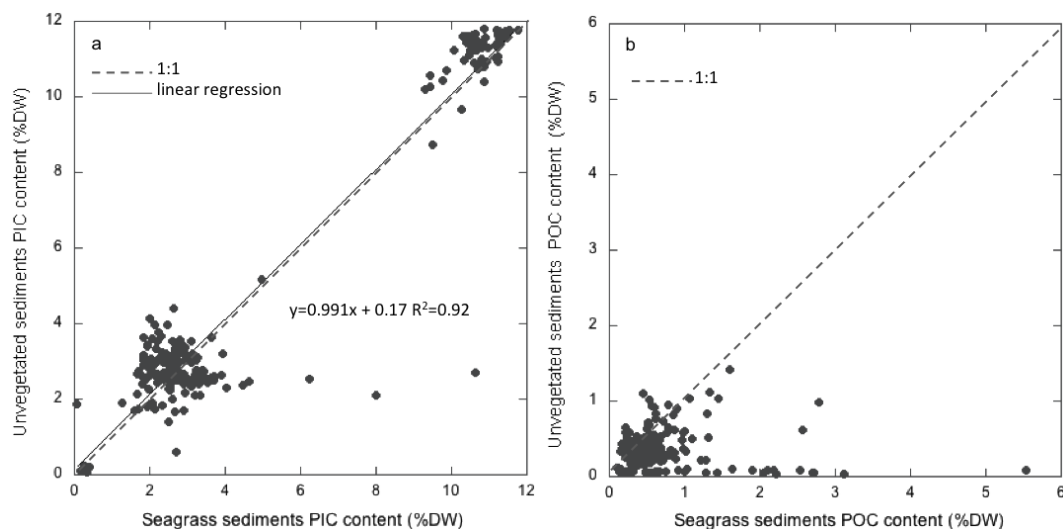 a
1:1
linear regression
y=0.991x + 0.17 R²=0.92
Unvegetated sediments PIC content (%DW)
12
10
8
6
4
2
0
0 2 4 6 8 10 12
Seagrass sediments PIC content (%DW)
b
1:1
Unvegetated sediments POC content (%DW)
6
5
4
3
2
1
0
0 1 2 3 4 5 6
Seagrass sediments POC content (%DW)